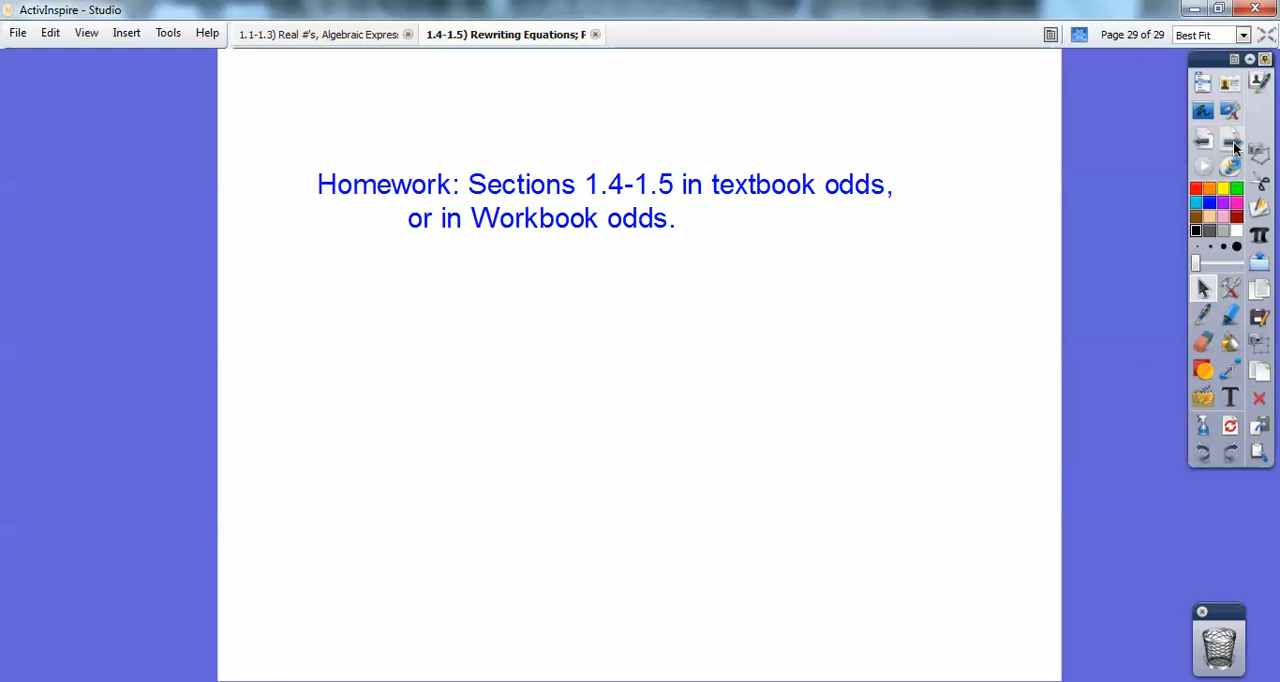 ActivInspire - Studio
File Edit View Insert Tools Help
1.1-1.3) Real #'s, Algebraic Expres:
1.4-1.5) Rewriting Equations; F
Page 29 of 29
Best Fit
Homework: Sections 1.4-1.5 in textbook odds,
or in Workbook odds.
T